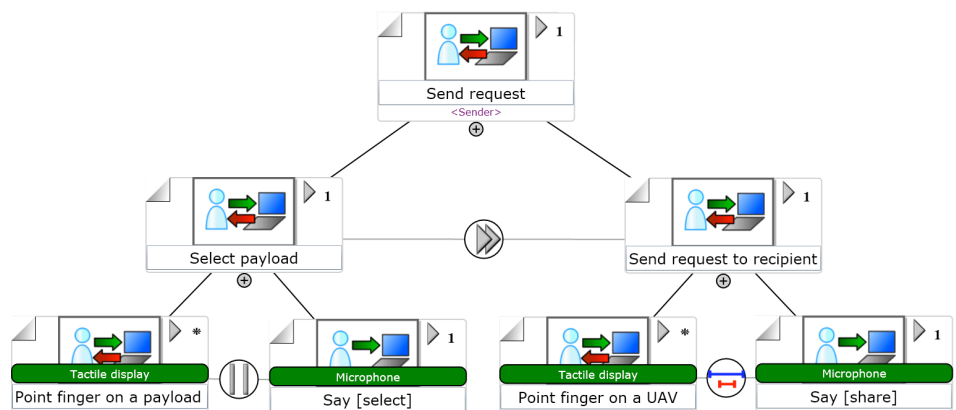 1
Send request
<Sender>
1
Select payload
1
Send request to recipient
*
Tactile display
Point finger on a payload
1
Microphone
Say [select]
*
Tactile display
Point finger on a UAV
1
Microphone
Say [share]